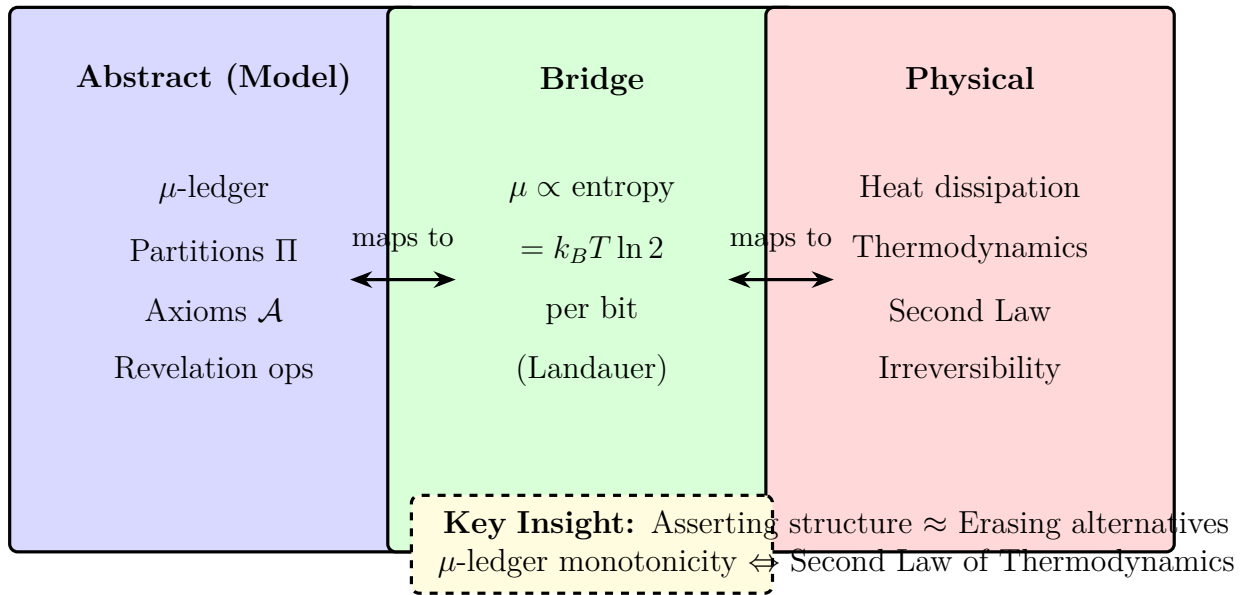 Abstract (Model)
μ-ledger
Partitions Π
Axioms 𝒜
Revelation ops
maps to
Bridge
μ ∝ entropy
= k_B T ln 2
per bit
(Landauer)
maps to
Physical
Heat dissipation
Thermodynamics
Second Law
Irreversibility
Key Insight: Asserting structure ≈ Erasing alternatives
μ-ledger monotonicity ⇔ Second Law of Thermodynamics